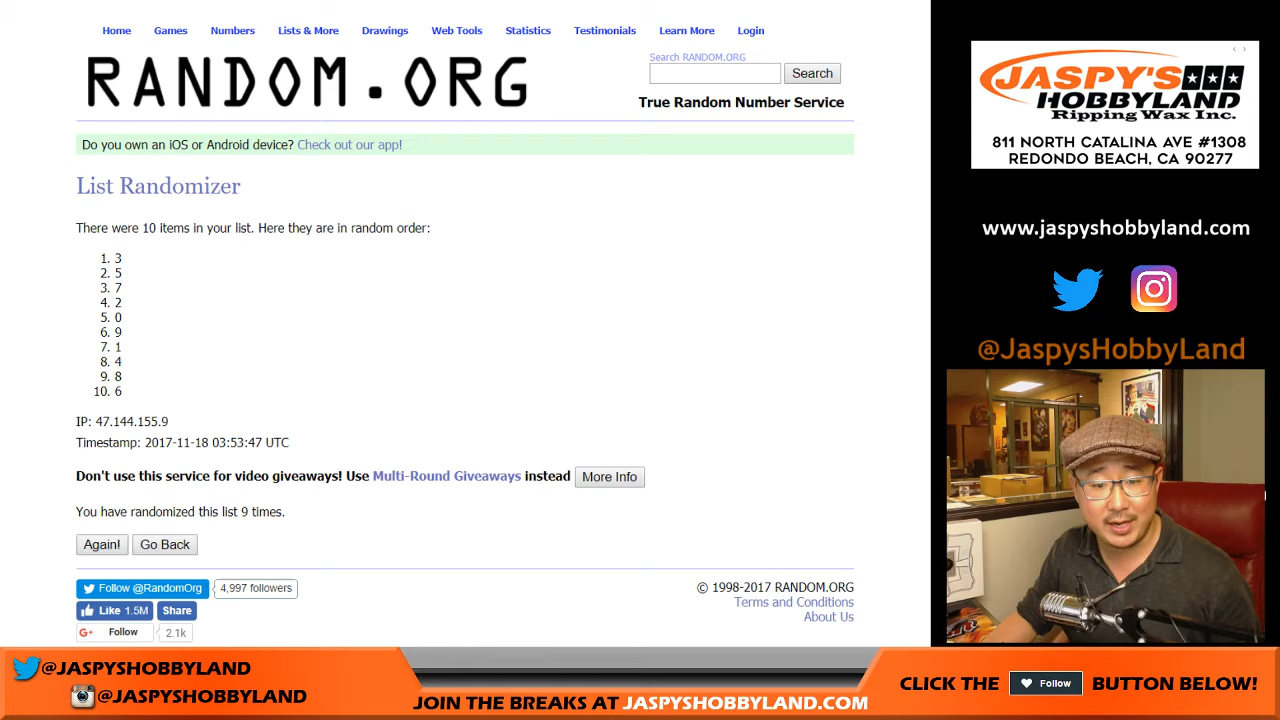 Home Games Numbers Lists & More Drawings Web Tools Statistics Testimonials Learn More Login
RANDOM.ORG
Search RANDOM.ORG
Search
True Random Number Service
Do you own an iOS or Android device? Check out our app!
List Randomizer
There were 10 items in your list. Here they are in random order:
1. 3
2. 5
3. 7
4. 2
5. 0
6. 9
7. 1
8. 4
9. 8
10. 6
IP: 47.144.155.9
Timestamp: 2017-11-18 03:53:47 UTC
Don't use this service for video giveaways! Use Multi-Round Giveaways instead More Info
You have randomized this list 9 times.
Again! Go Back
Follow @RandomOrg 4,997 followers
Like 1.5M Share
G+ Follow 2.1k
© 1998-2017 RANDOM.ORG
Terms and Conditions
About Us
JASPY'S
HOBBYLAND
Ripping Wax Inc.
811 NORTH CATALINA AVE #1308
REDONDO BEACH, CA 90277
www.jaspyshobbyland.com
@JaspysHobbyLand
@JASPYSHOBBYLAND
@JASPYSHOBBYLAND
JOIN THE BREAKS AT JASPYSHOBBYLAND.COM
CLICK THE Follow BUTTON BELOW!